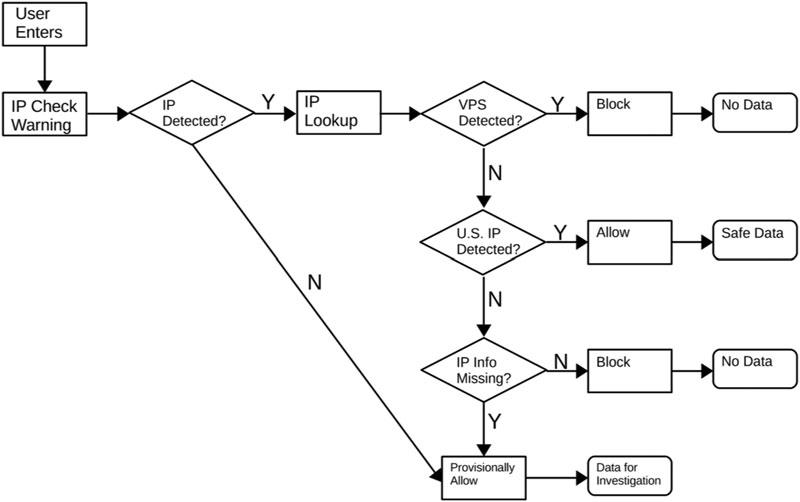 User
Enters
IP Check
Warning
IP
Detected?
Y
IP
Lookup
VPS
Detected?
Y
Block
No Data
N
U.S. IP
Detected?
Y
Allow
Safe Data
N
N
IP Info
Missing?
N
Block
No Data
Y
Provisionally
Allow
Data for
Investigation